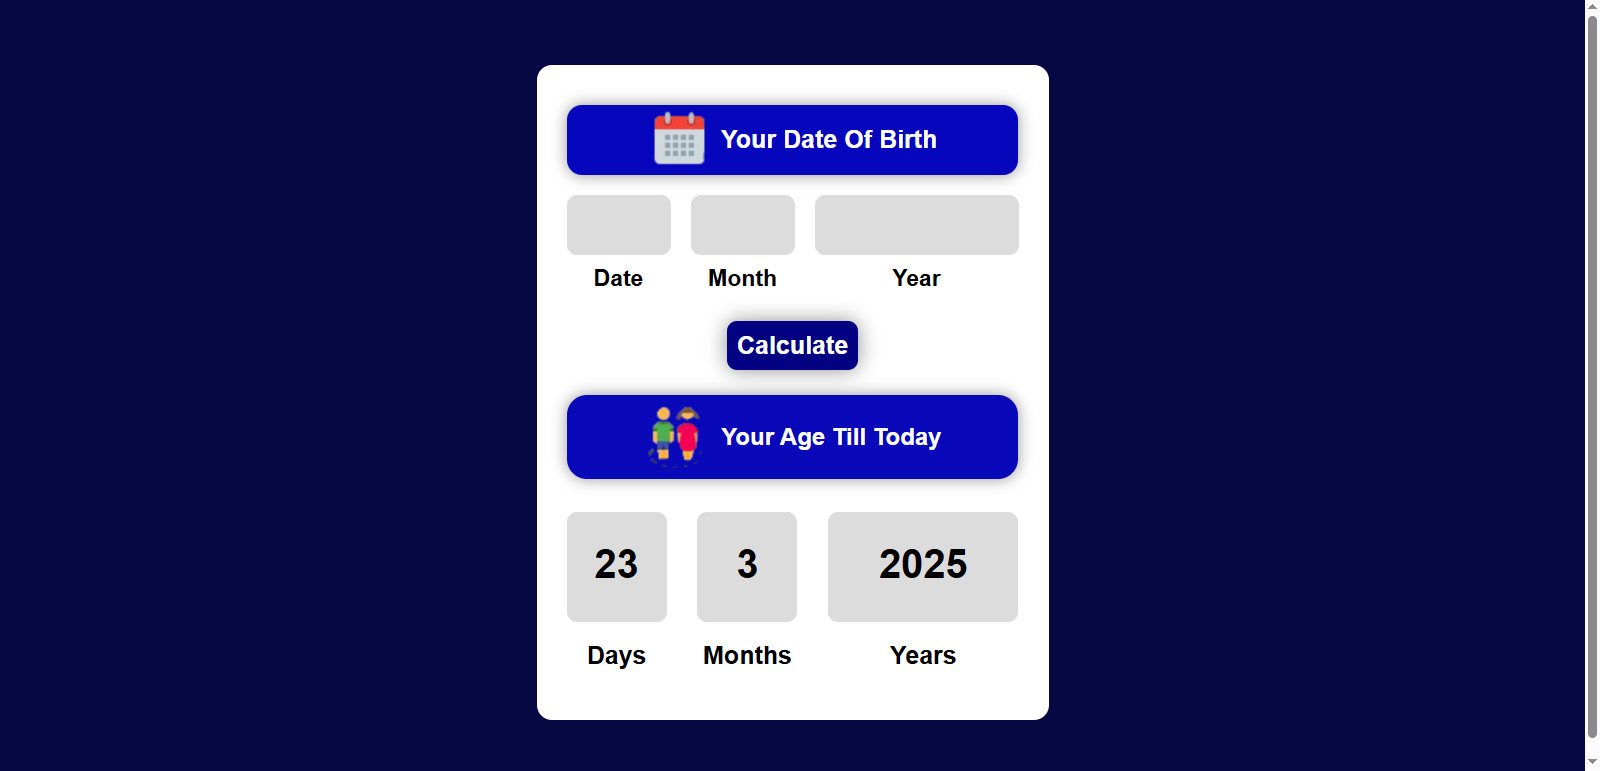 Your Date Of Birth
Date Month Year
Calculate
Your Age Till Today
23 3 2025
Days Months Years